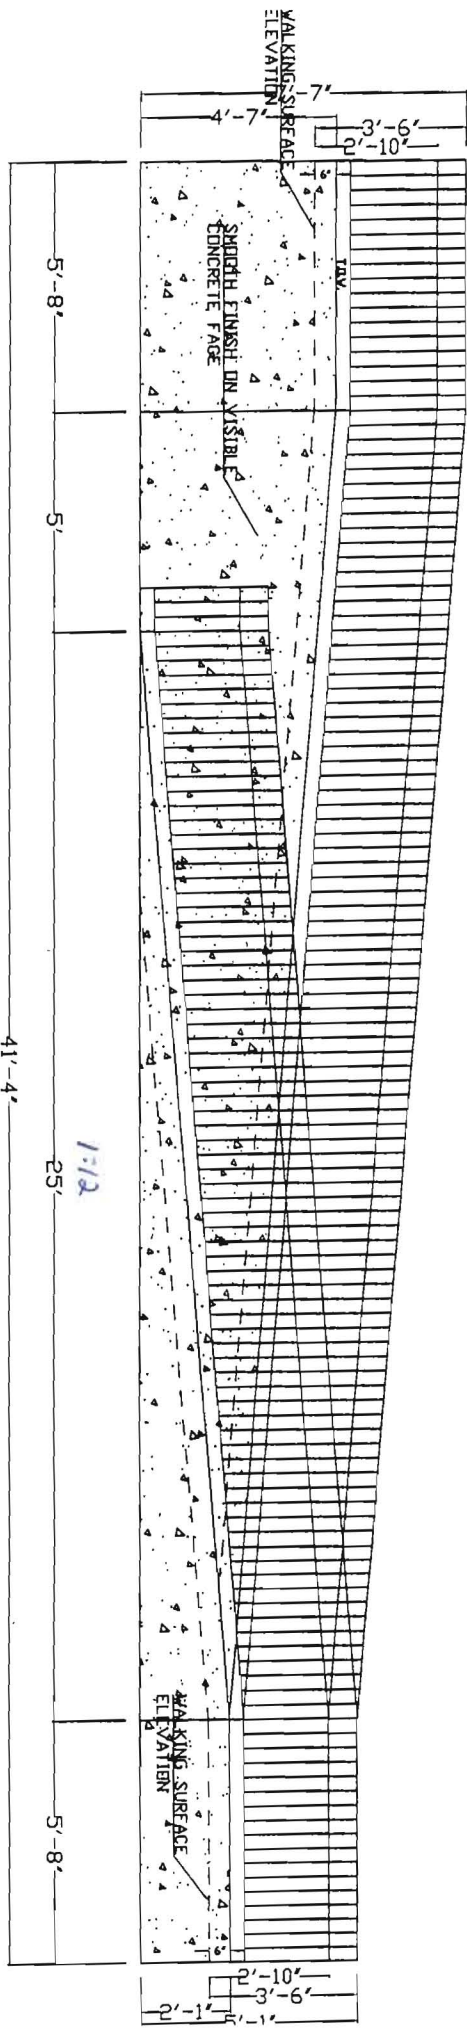 WALKING SURFACE
ELEVATION
-7"
4'-7"
3'-6"
2'-10"
6"
SMOOTH FINISH ON VISIBLE
CONCRETE FACE
5'-8"
5'
25'
5'-8"
41'-4"
1:12
WALKING SURFACE
ELEVATION
6"
2'-10"
3'-6"
2'-1"
5'-1"